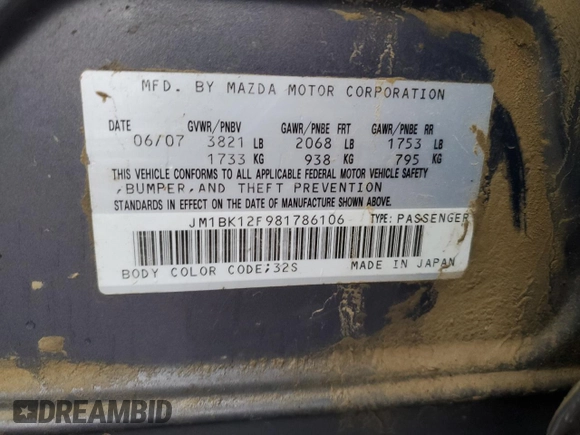 MFD. BY MAZDA MOTOR CORPORATION
DATE GVWR/PNBV GAWR/PNBE FRT GAWR/PNBE RR
06/07 3821 LB 2068 LB 1753 LB
1733 KG 938 KG 795 KG
THIS VEHICLE CONFORMS TO ALL APPLICABLE FEDERAL MOTOR VEHICLE SAFETY
,BUMPER,AND THEFT PREVENTION
STANDARDS IN EFFECT ON THE DATE OF MANUFACTURE SHOWN ABOVE.
JM1BK12F981786106 TYPE: PASSENGER
BODY COLOR CODE;32S MADE IN JAPAN
DREAMBID